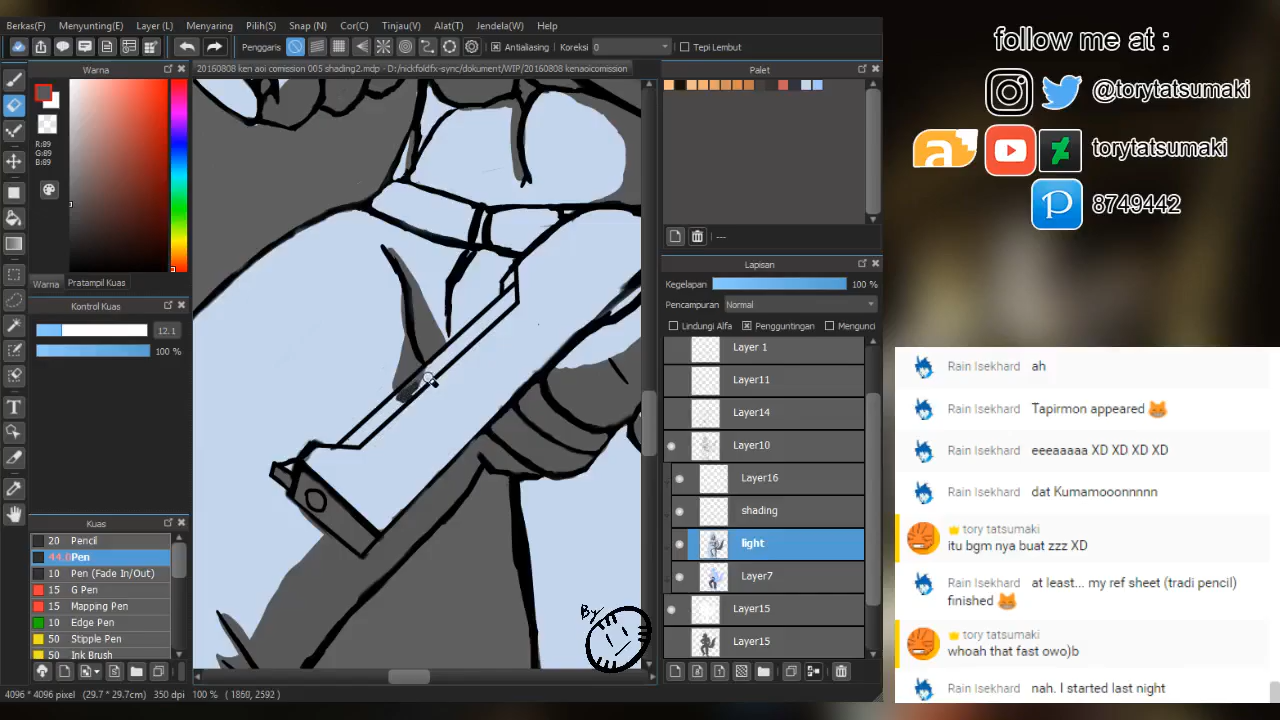 Berkas(F) Menyunting(E) Layer (L) Menyaring Pilih(S) Snap (N) Cor(C) Tinjau(V) Alat(T) Jendela(W) Help
Penggaris Antialiasing Koreksi 0 Tepi Lembut
Warna
20160808 ken aoi comission 005 shading2.mdp - D:/nickfoldfx-sync/dokument/WIP/20160808 kenaoicomission
Palet
R:89
G:89
B:89
Warna Pratampil Kuas
Kontrol Kuas
12.1
100 %
Kuas
20 Pencil
44.0 Pen
10 Pen (Fade In/Out)
15 G Pen
15 Mapping Pen
10 Edge Pen
50 Stipple Pen
50 Ink Brush
4096 * 4096 pixel (29.7 * 29.7cm) 350 dpi 100 % ( 1850, 2592 )
By
---
Lapisan
Kegelapan 100 %
Pencampuran Normal
Lindungi Alfa Pengguntingan Mengunci
Layer 1
Layer11
Layer14
Layer10
Layer16
shading
light
Layer7
Layer15
Layer15
follow me at :
@torytatsumaki
torytatsumaki
8749442
Rain Isekhard ah
Rain Isekhard Tapirmon appeared
Rain Isekhard eeeaaaaa XD XD XD XD
Rain Isekhard dat Kumamooonnnnn
tory tatsumaki
itu bgm nya buat zzz XD
Rain Isekhard at least... my ref sheet (tradi pencil)
finished
tory tatsumaki
whoah that fast owo)b
Rain Isekhard nah. I started last night